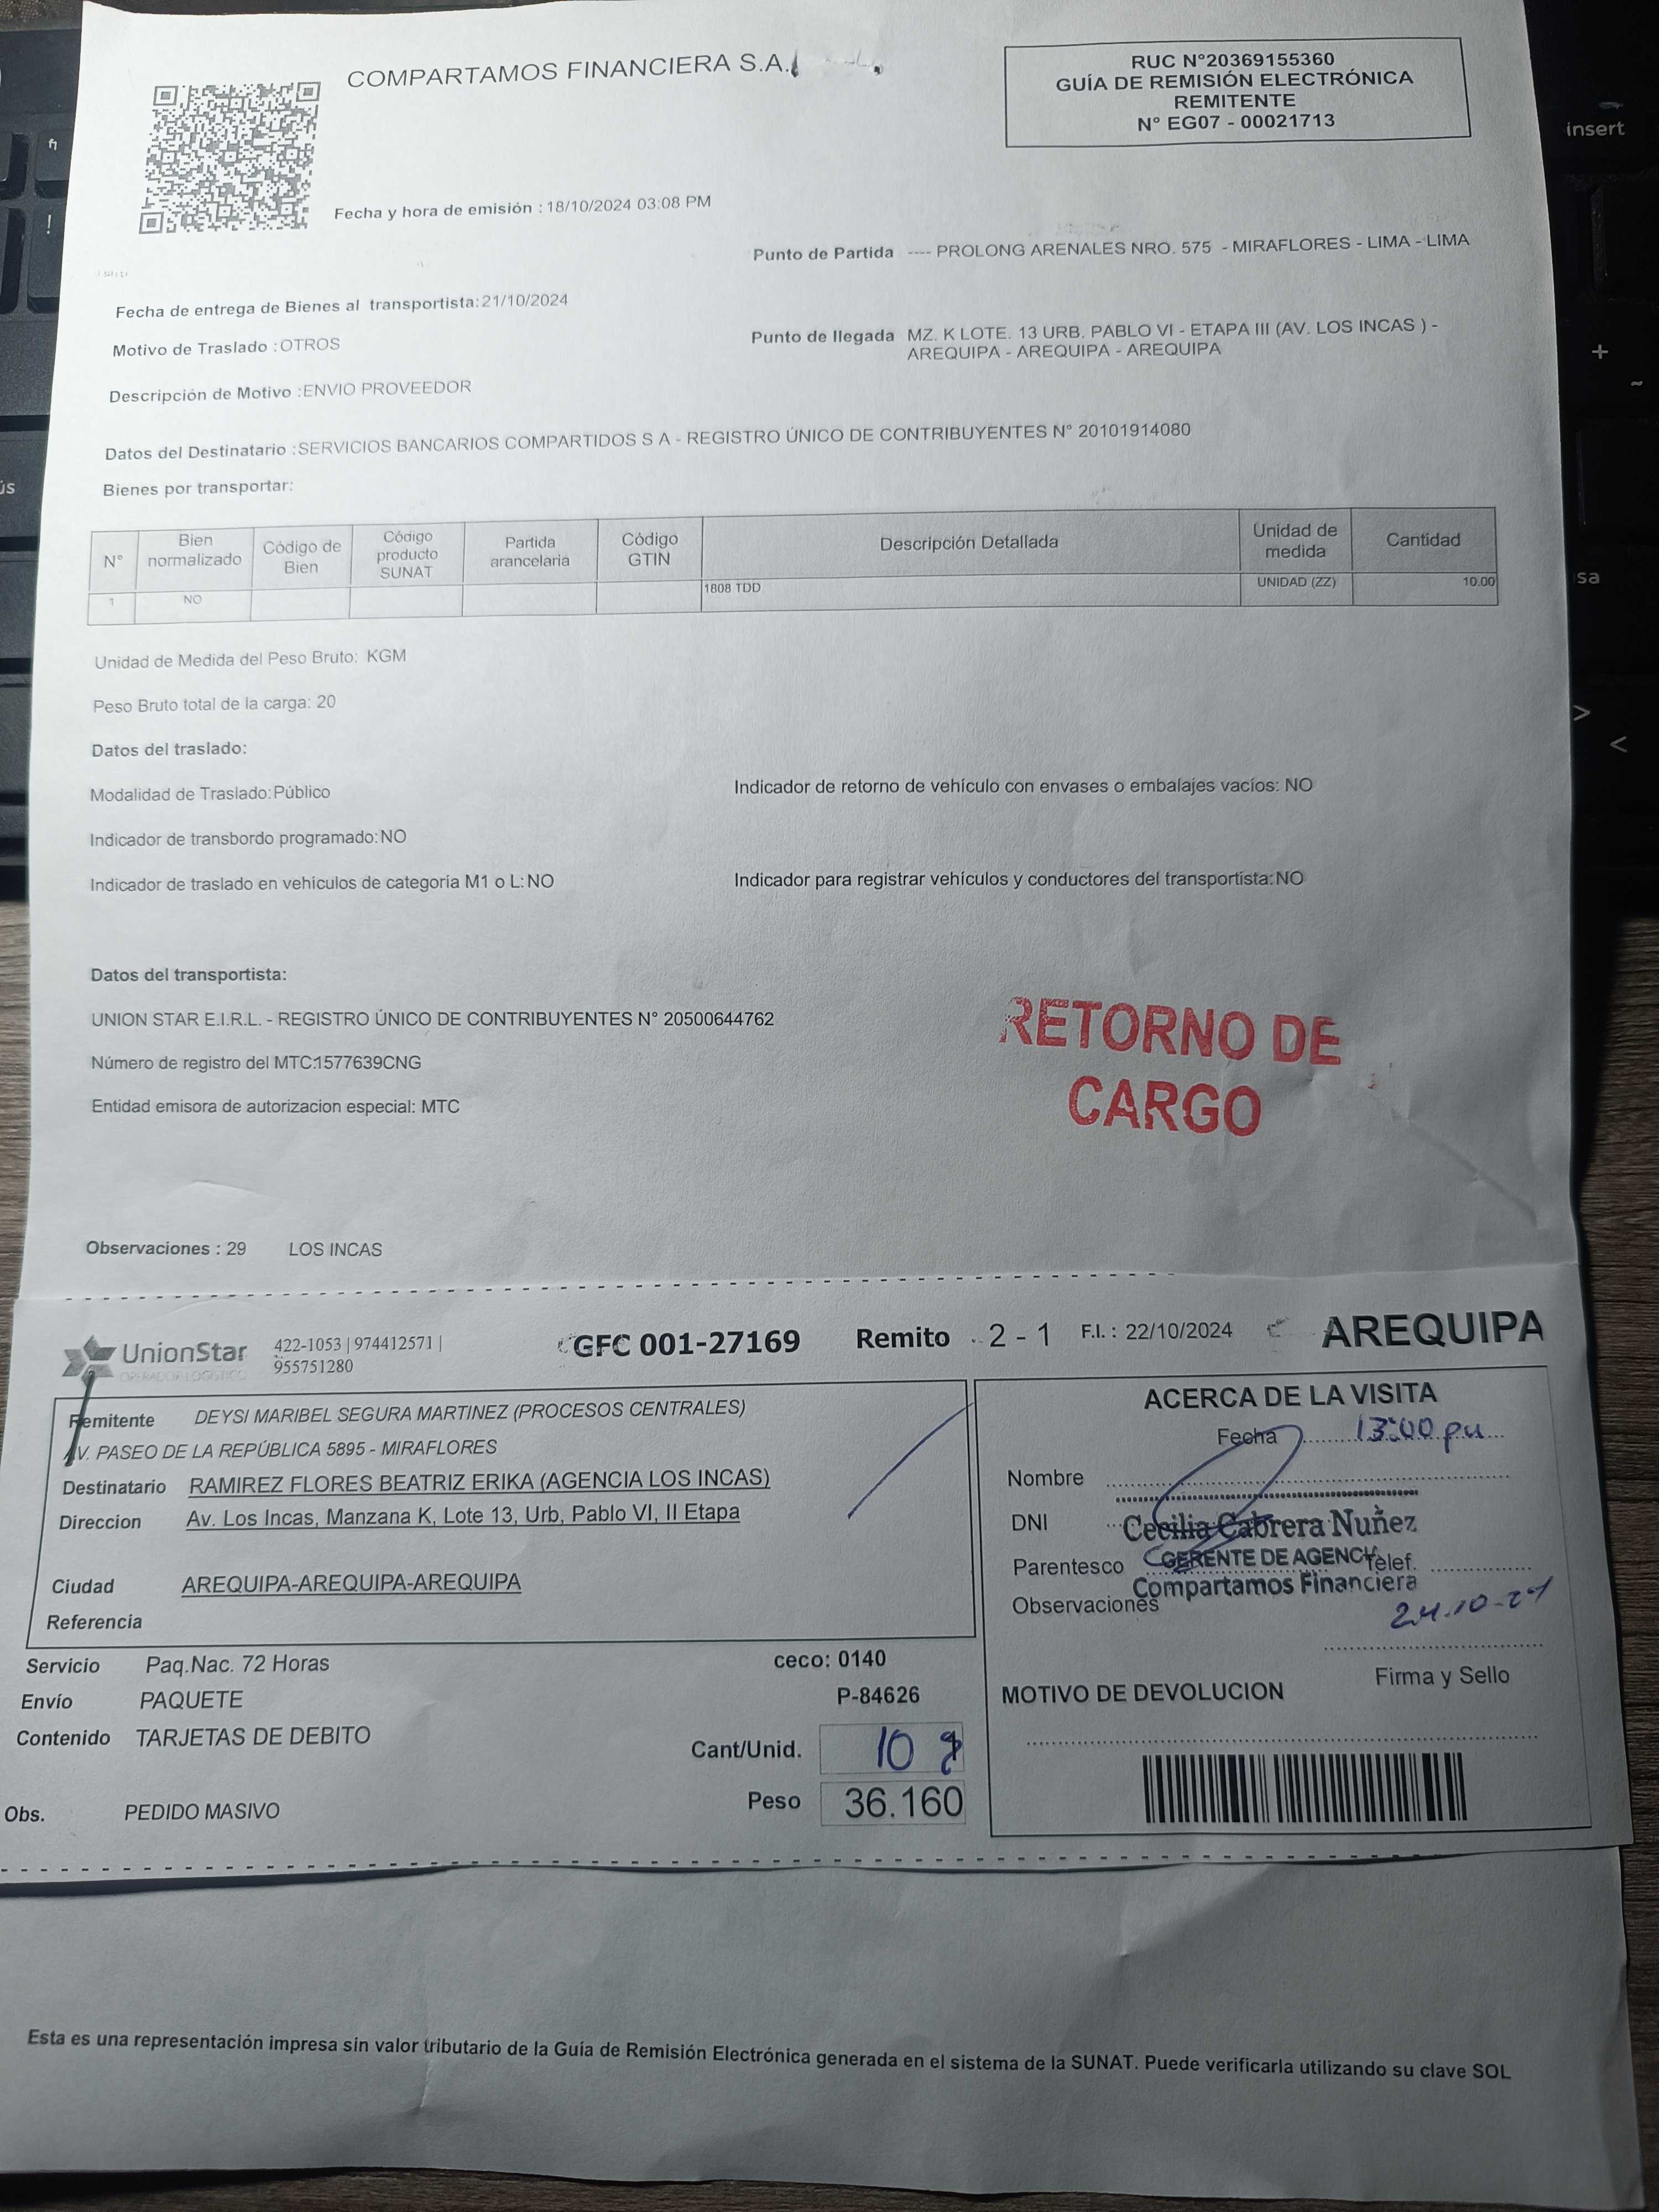 COMPARTAMOS FINANCIERA S.A.
RUC N°20369155360
GUÍA DE REMISIÓN ELECTRÓNICA
REMITENTE
N° EG07 - 00021713
Fecha y hora de emisión : 18/10/2024 03:08 PM
Punto de Partida ---- PROLONG ARENALES NRO. 575 - MIRAFLORES - LIMA - LIMA
Fecha de entrega de Bienes al transportista: 21/10/2024
Motivo de Traslado : OTROS
Punto de llegada MZ. K LOTE. 13 URB. PABLO VI - ETAPA III (AV. LOS INCAS ) -
AREQUIPA - AREQUIPA - AREQUIPA
Descripción de Motivo : ENVIO PROVEEDOR
Datos del Destinatario : SERVICIOS BANCARIOS COMPARTIDOS S A - REGISTRO ÚNICO DE CONTRIBUYENTES N° 20101914080
Bienes por transportar:
N° Bien normalizado Código de Bien Código producto SUNAT Partida arancelaria Código GTIN Descripción Detallada Unidad de medida Cantidad
1 NO 1808 TDD UNIDAD (ZZ) 10.00
Unidad de Medida del Peso Bruto: KGM
Peso Bruto total de la carga: 20
Datos del traslado:
Modalidad de Traslado: Público
Indicador de retorno de vehículo con envases o embalajes vacíos: NO
Indicador de transbordo programado: NO
Indicador de traslado en vehículos de categoria M1 o L: NO
Indicador para registrar vehículos y conductores del transportista: NO
Datos del transportista:
UNION STAR E.I.R.L. - REGISTRO ÚNICO DE CONTRIBUYENTES N° 20500644762
Número de registro del MTC:1577639CNG
Entidad emisora de autorizacion especial: MTC
RETORNO DE
CARGO
Observaciones : 29 LOS INCAS
UnionStar
OPERADOR LOGÍSTICO
422-1053 | 974412571 |
955751280
GFC 001-27169 Remito 2 - 1 F.I. : 22/10/2024 AREQUIPA
Remitente DEYSI MARIBEL SEGURA MARTINEZ (PROCESOS CENTRALES)
AV. PASEO DE LA REPÚBLICA 5895 - MIRAFLORES
Destinatario RAMIREZ FLORES BEATRIZ ERIKA (AGENCIA LOS INCAS)
Direccion Av. Los Incas, Manzana K, Lote 13, Urb, Pablo VI, II Etapa
Ciudad AREQUIPA-AREQUIPA-AREQUIPA
Referencia
ACERCA DE LA VISITA
Fecha 13:00 pm
Nombre
DNI
Cecilia Cabrera Nuñez
Parentesco
GERENTE DE AGENCIA
Telef.
Compartamos Financiera
Observaciones
24.10.24
Firma y Sello
MOTIVO DE DEVOLUCION
Servicio Paq.Nac. 72 Horas ceco: 0140
Envío PAQUETE P-84626
Contenido TARJETAS DE DEBITO
Cant/Unid. 10
Peso 36.160
Obs. PEDIDO MASIVO
Esta es una representación impresa sin valor tributario de la Guía de Remisión Electrónica generada en el sistema de la SUNAT. Puede verificarla utilizando su clave SOL
insert